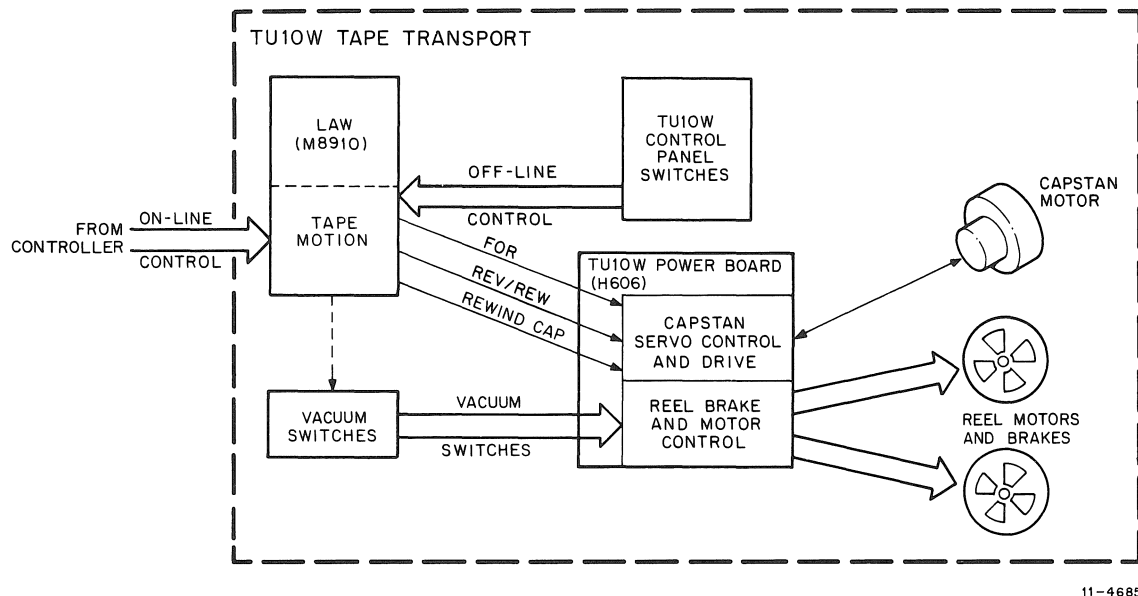 TU10W TAPE TRANSPORT
LAW
(M8910)
TAPE
MOTION
TU10W
CONTROL
PANEL
SWITCHES
OFF-LINE
CONTROL
FROM
CONTROLLER
ON-LINE
CONTROL
FOR
REV/REW
REWIND CAP
CAPSTAN
MOTOR
TU10W POWER BOARD
(H606)
CAPSTAN
SERVO CONTROL
AND DRIVE
REEL BRAKE
AND MOTOR
CONTROL
VACUUM
SWITCHES
VACUUM
SWITCHES
REEL MOTORS
AND BRAKES
11-4685